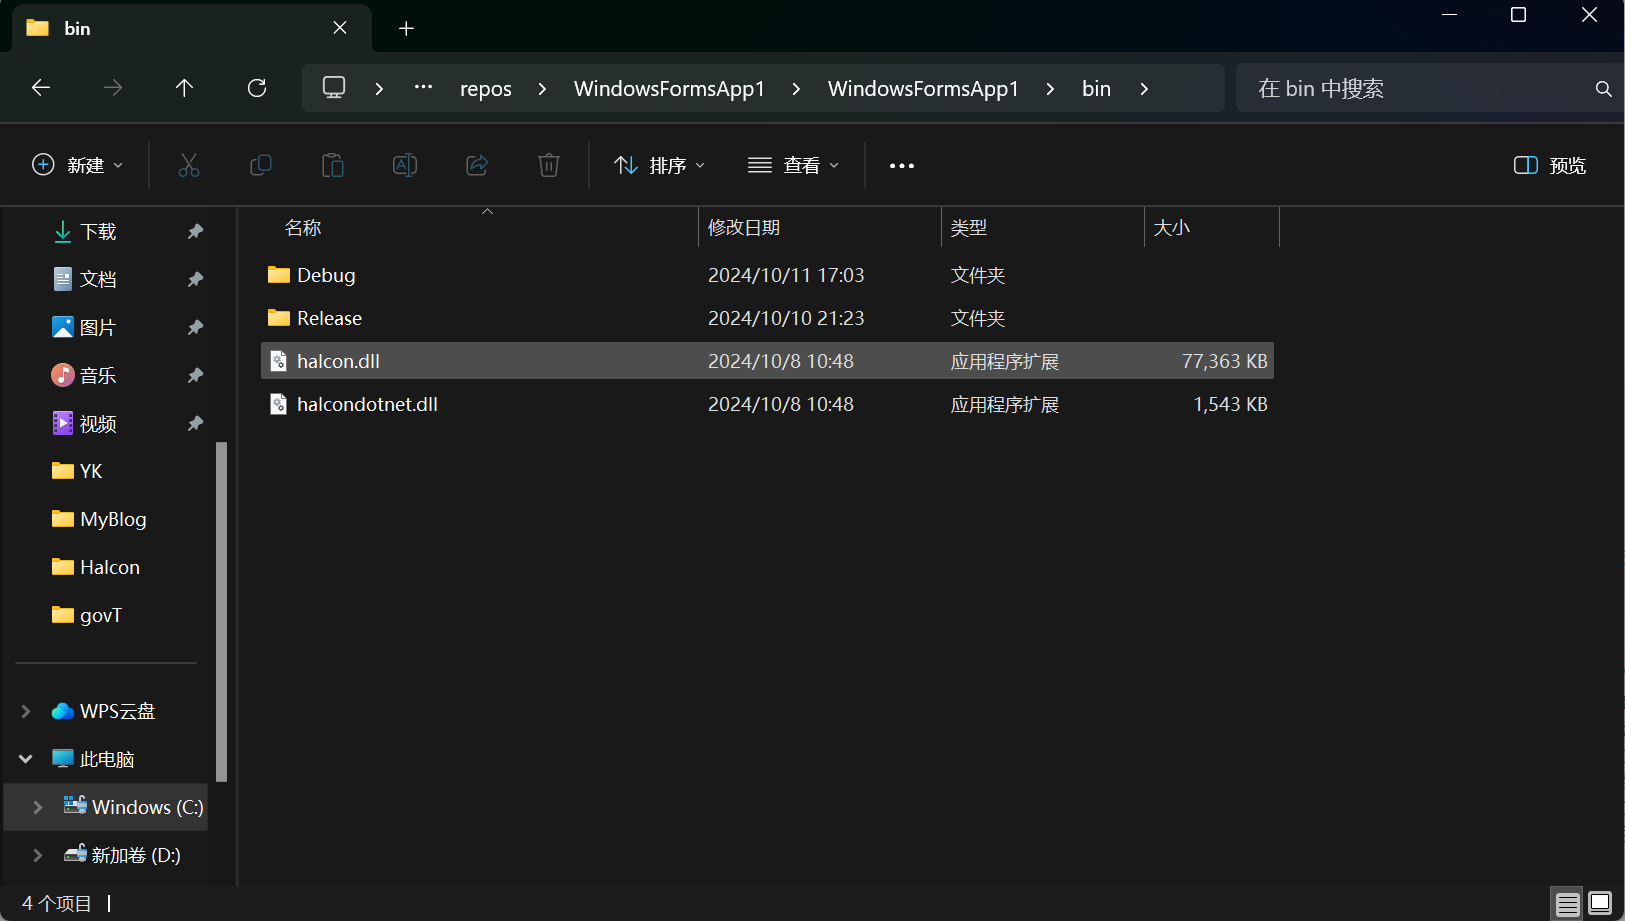 bin
repos
WindowsFormsApp1
WindowsFormsApp1
bin
在 bin 中搜索
新建
排序
查看
预览
下载
文档
图片
音乐
视频
YK
MyBlog
Halcon
govT
WPS云盘
此电脑
Windows (C:)
新加卷 (D:)
名称 修改日期 类型 大小
Debug 2024/10/11 17:03 文件夹
Release 2024/10/10 21:23 文件夹
halcon.dll 2024/10/8 10:48 应用程序扩展 77,363 KB
halcondotnet.dll 2024/10/8 10:48 应用程序扩展 1,543 KB
4 个项目